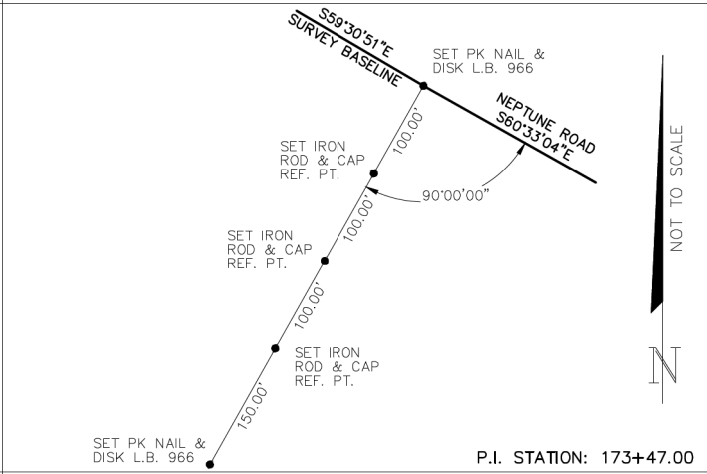 S59°30'51"E
SURVEY BASELINE
SET PK NAIL &
DISK L.B. 966
NEPTUNE ROAD
S60°33'04"E
100.00'
SET IRON
ROD & CAP
REF. PT.
90°00'00"
100.00'
SET IRON
ROD & CAP
REF. PT.
100.00'
SET IRON
ROD & CAP
REF. PT.
150.00'
SET PK NAIL &
DISK L.B. 966
NOT TO SCALE
N
P.I. STATION: 173+47.00